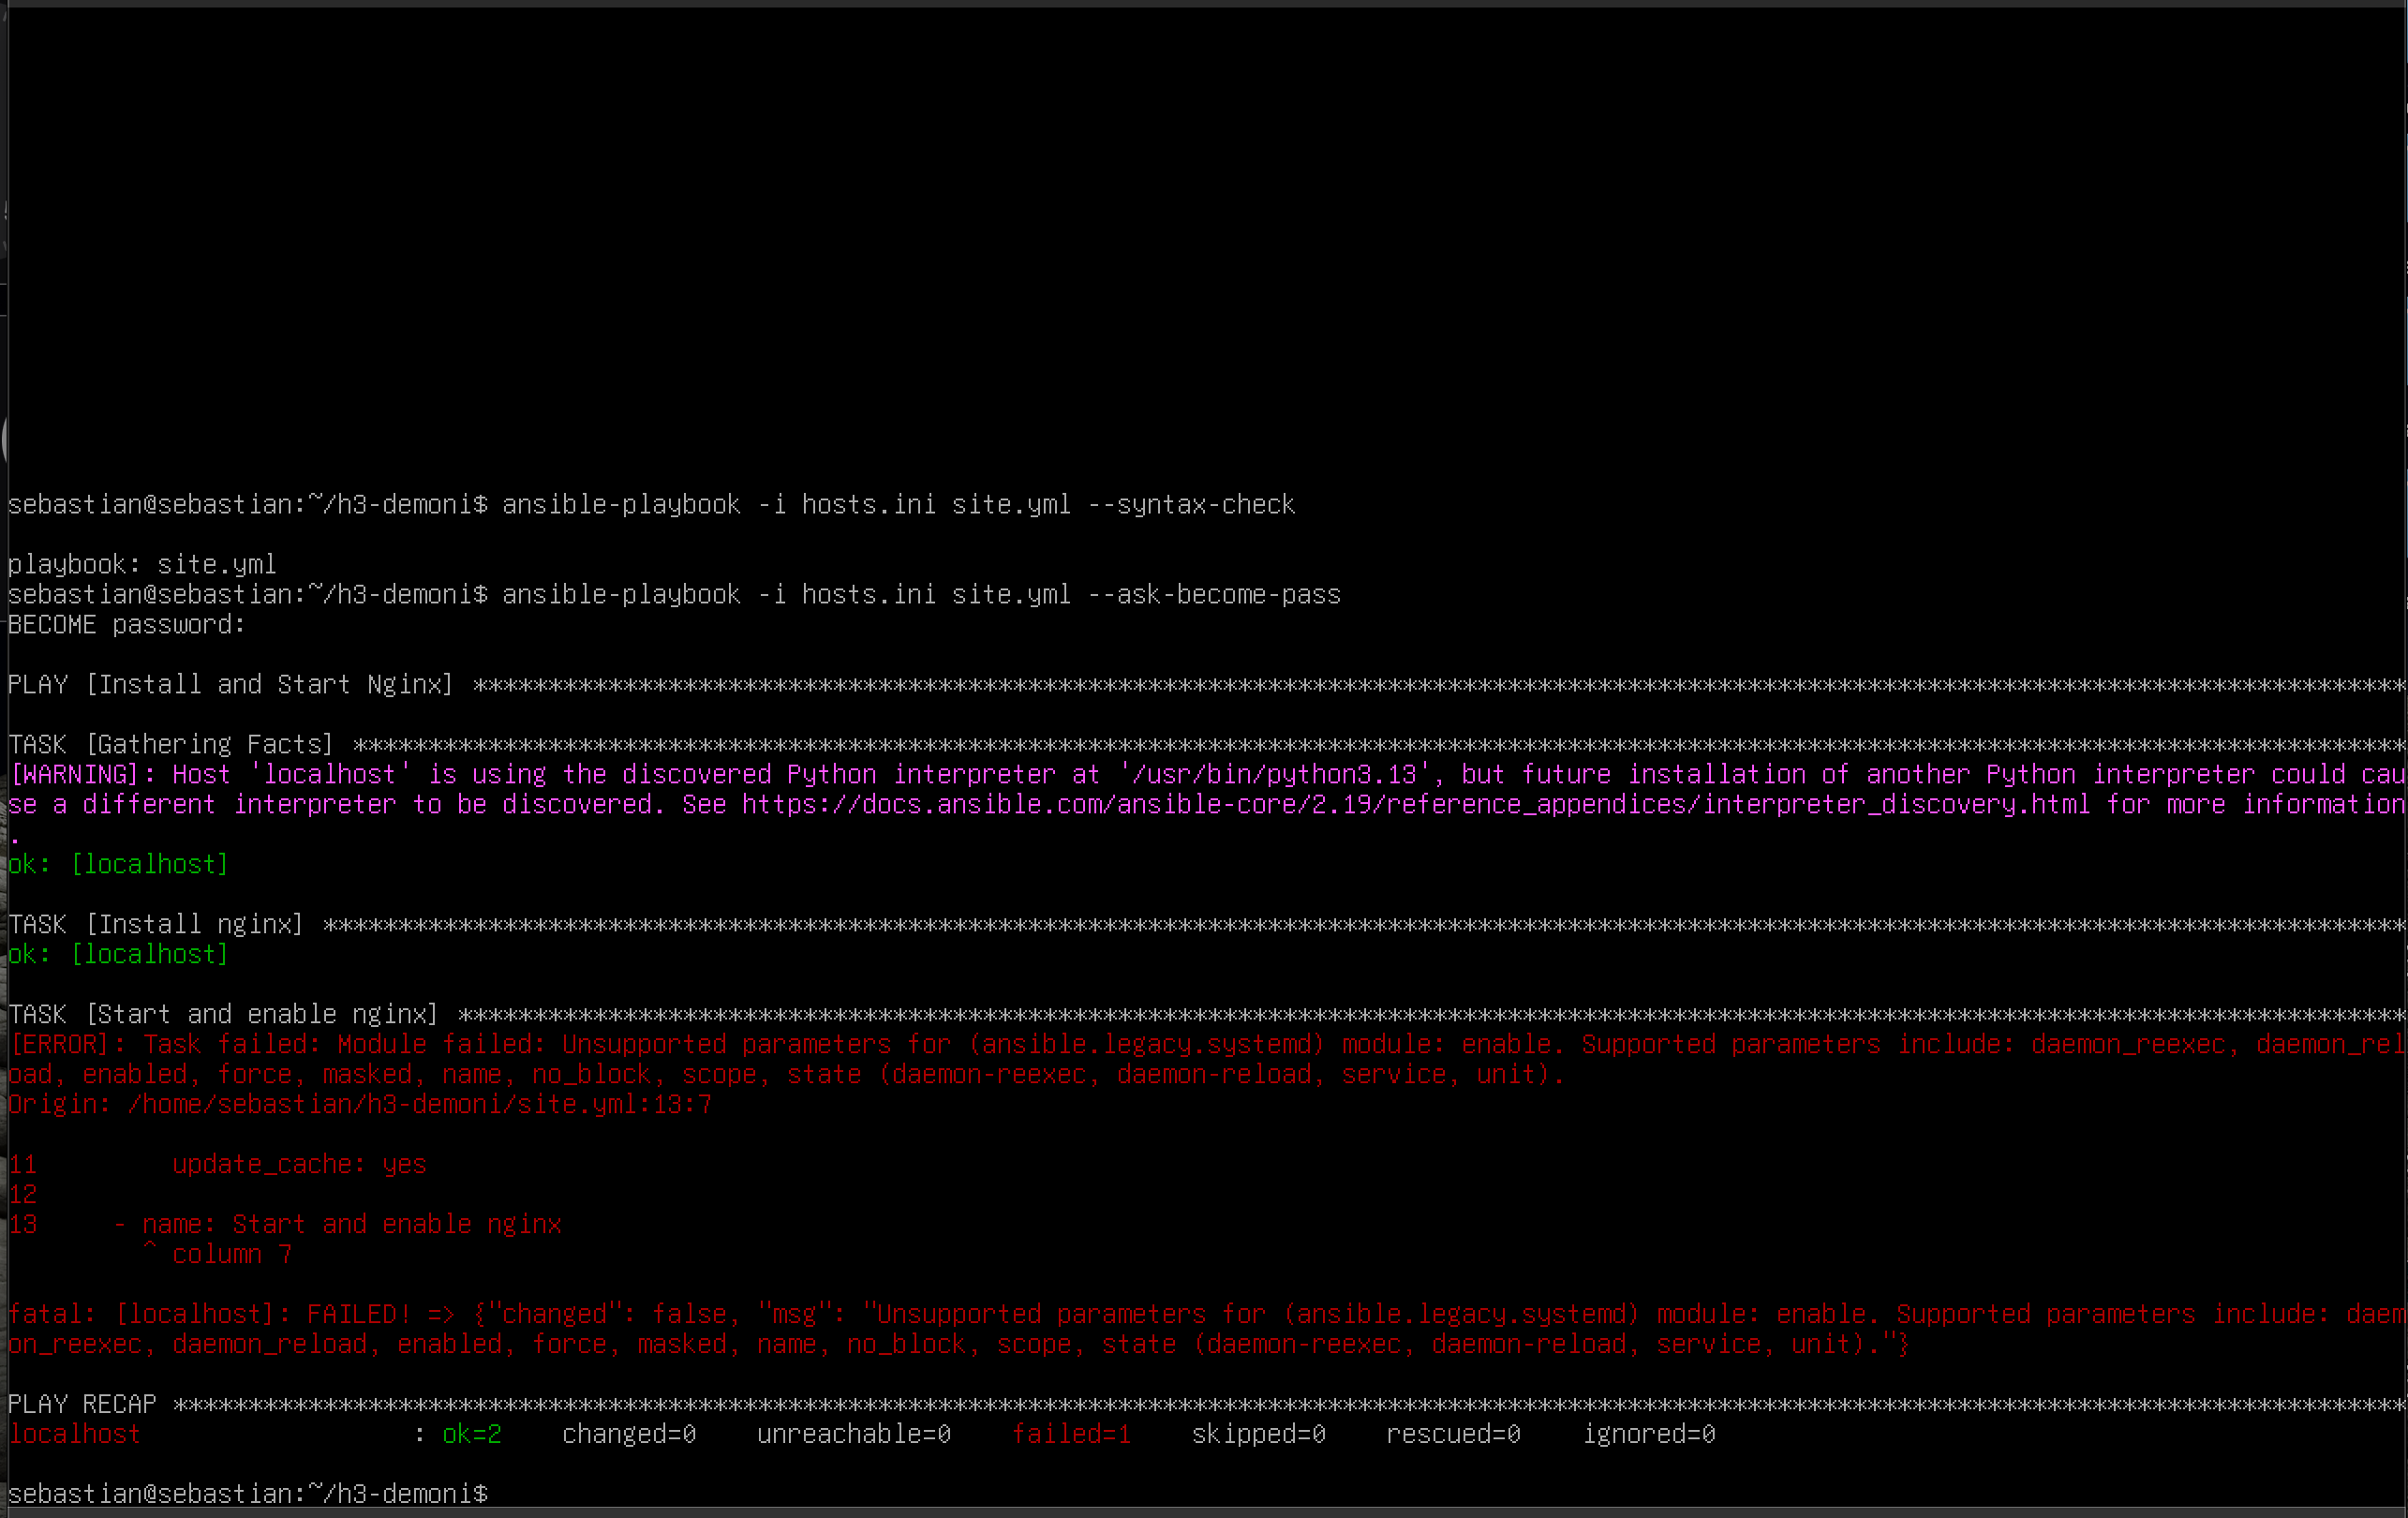 sebastian@sebastian:~/h3-demoni$ ansible-playbook -i hosts.ini site.yml --syntax-check
playbook: site.yml
sebastian@sebastian:~/h3-demoni$ ansible-playbook -i hosts.ini site.yml --ask-become-pass
BECOME password:
PLAY [Install and Start Nginx] *********************************************************************************************************************************
TASK [Gathering Facts] *****************************************************************************************************************************************
[WARNING]: Host 'localhost' is using the discovered Python interpreter at '/usr/bin/python3.13', but future installation of another Python interpreter could cau
se a different interpreter to be discovered. See https://docs.ansible.com/ansible-core/2.19/reference_appendices/interpreter_discovery.html for more information
.
ok: [localhost]
TASK [Install nginx] *******************************************************************************************************************************************
ok: [localhost]
TASK [Start and enable nginx] **********************************************************************************************************************************
[ERROR]: Task failed: Module failed: Unsupported parameters for (ansible.legacy.systemd) module: enable. Supported parameters include: daemon_reexec, daemon_rel
oad, enabled, force, masked, name, no_block, scope, state (daemon-reexec, daemon-reload, service, unit).
Origin: /home/sebastian/h3-demoni/site.yml:13:7
11         update_cache: yes
12
13     - name: Start and enable nginx
         ^ column 7
fatal: [localhost]: FAILED! => {"changed": false, "msg": "Unsupported parameters for (ansible.legacy.systemd) module: enable. Supported parameters include: daem
on_reexec, daemon_reload, enabled, force, masked, name, no_block, scope, state (daemon-reexec, daemon-reload, service, unit)."}
PLAY RECAP *****************************************************************************************************************************************************
localhost                  : ok=2    changed=0    unreachable=0    failed=1    skipped=0    rescued=0    ignored=0
sebastian@sebastian:~/h3-demoni$